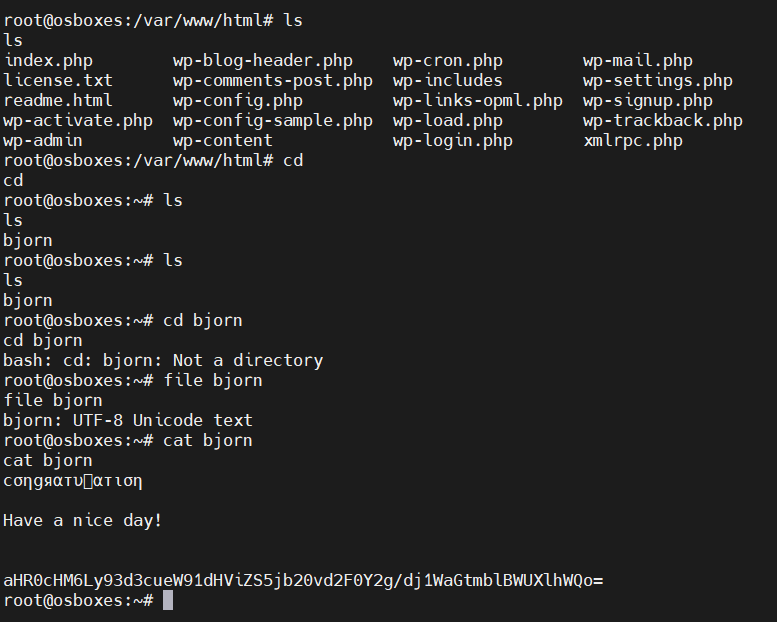 root@osboxes:/var/www/html# ls
ls
index.php wp-blog-header.php wp-cron.php wp-mail.php
license.txt wp-comments-post.php wp-includes wp-settings.php
readme.html wp-config.php wp-links-opml.php wp-signup.php
wp-activate.php wp-config-sample.php wp-load.php wp-trackback.php
wp-admin wp-content wp-login.php xmlrpc.php
root@osboxes:/var/www/html# cd
cd
root@osboxes:~# ls
ls
bjorn
root@osboxes:~# ls
ls
bjorn
root@osboxes:~# cd bjorn
cd bjorn
bash: cd: bjorn: Not a directory
root@osboxes:~# file bjorn
file bjorn
bjorn: UTF-8 Unicode text
root@osboxes:~# cat bjorn
cat bjorn
cσηgяατυ▯ατιση
Have a nice day!
aHR0cHM6Ly93d3cueW91dHViZS5jb20vd2F0Y2g/dj1WaGtmblBWUXlhWQo=
root@osboxes:~#